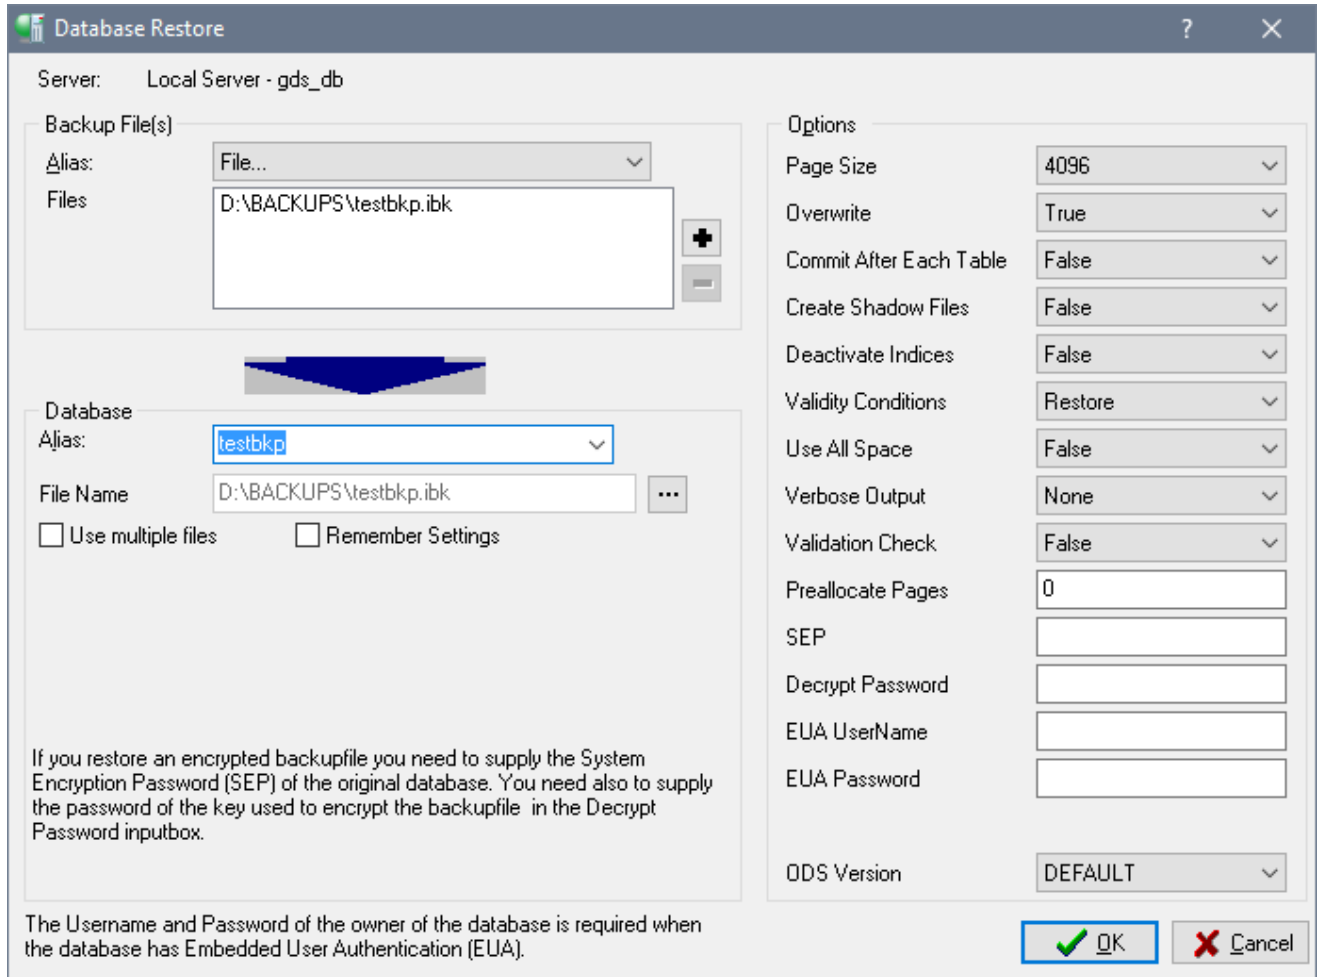 Database Restore
?
Server: Local Server - gds_db
Backup File(s)
Alias: File...
Files D:\BACKUPS\testbkp.ibk
Database
Alias: testbkp
File Name D:\BACKUPS\testbkp.ibk ...
Use multiple files Remember Settings
If you restore an encrypted backupfile you need to supply the System
Encryption Password (SEP) of the original database. You need also to supply
the password of the key used to encrypt the backupfile in the Decrypt
Password inputbox.
The Username and Password of the owner of the database is required when
the database has Embedded User Authentication (EUA).
Options
Page Size 4096
Overwrite True
Commit After Each Table False
Create Shadow Files False
Deactivate Indices False
Validity Conditions Restore
Use All Space False
Verbose Output None
Validation Check False
Preallocate Pages 0
SEP
Decrypt Password
EUA UserName
EUA Password
ODS Version DEFAULT
OK Cancel